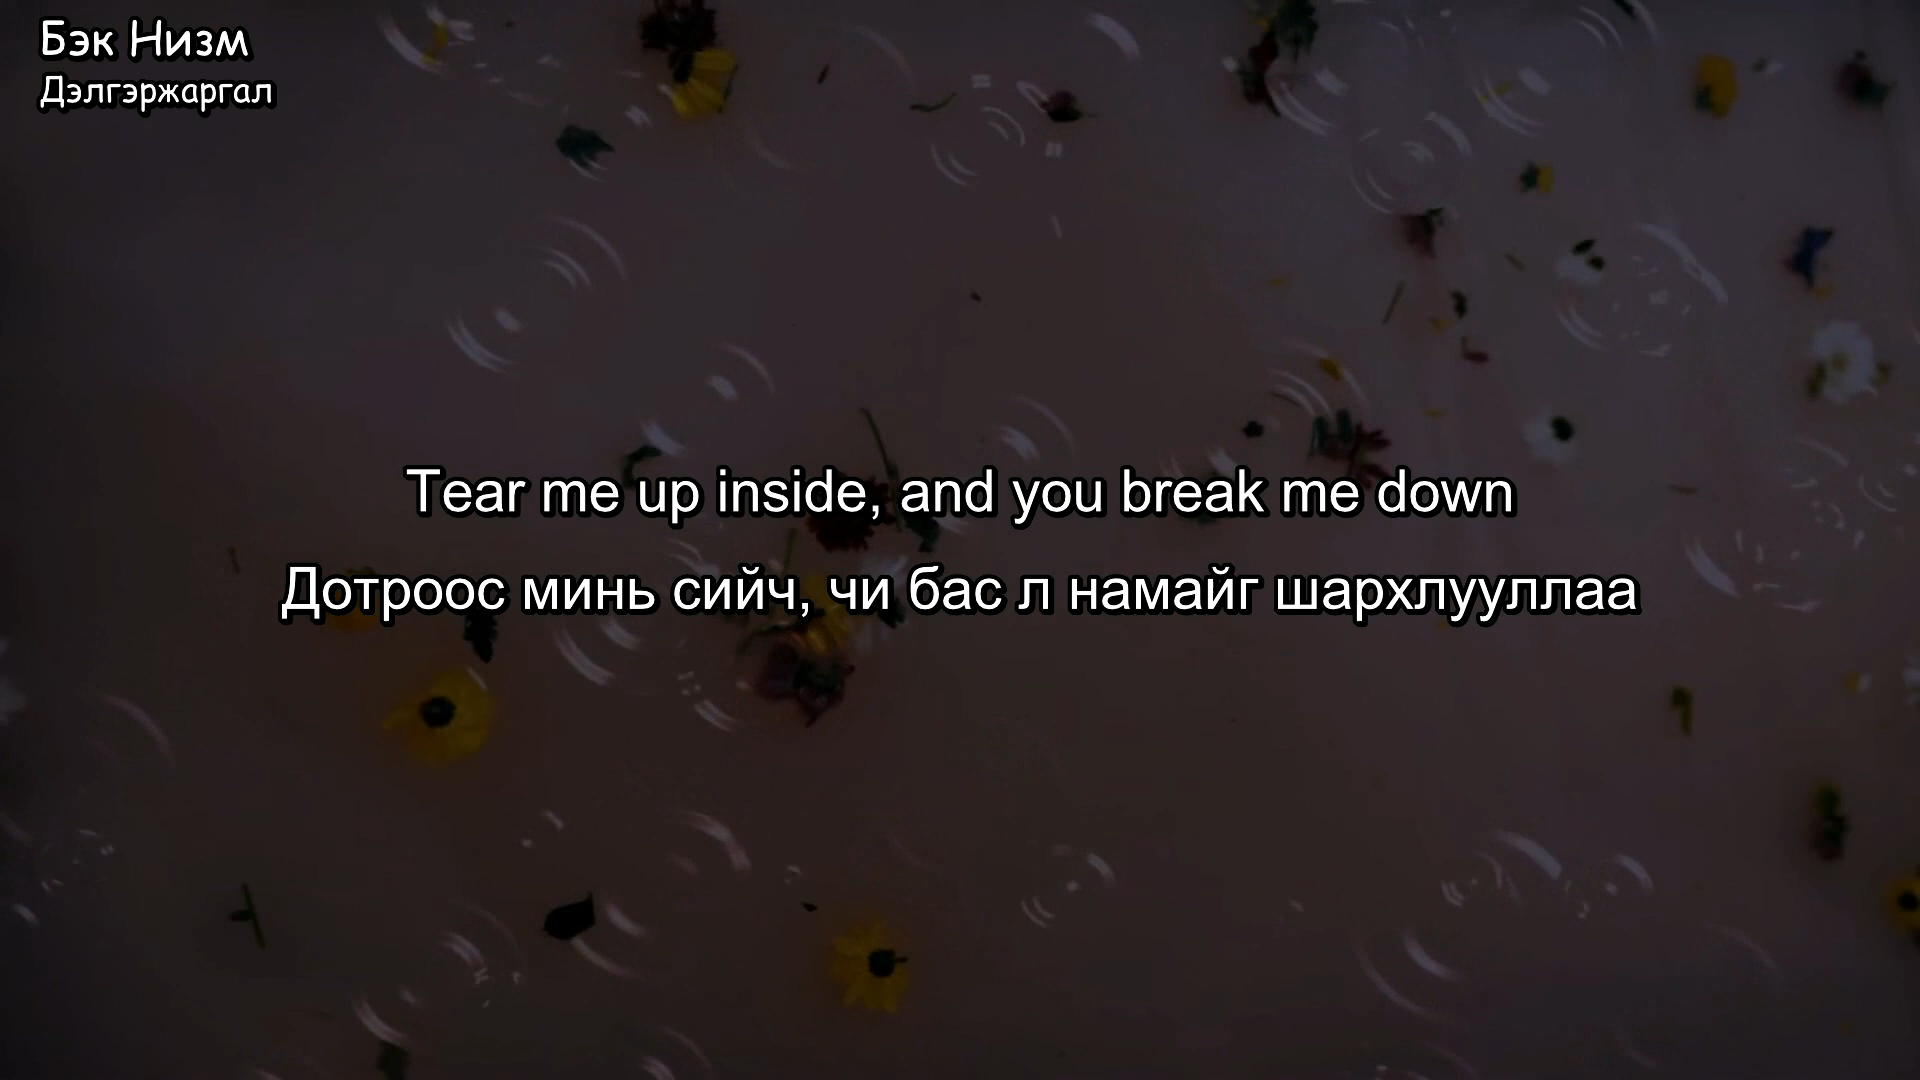 Бэк Низм
Дэлгэржаргал
Tear me up inside, and you break me down
Дотроос минь сийч, чи бас л намайг шархлууллаа